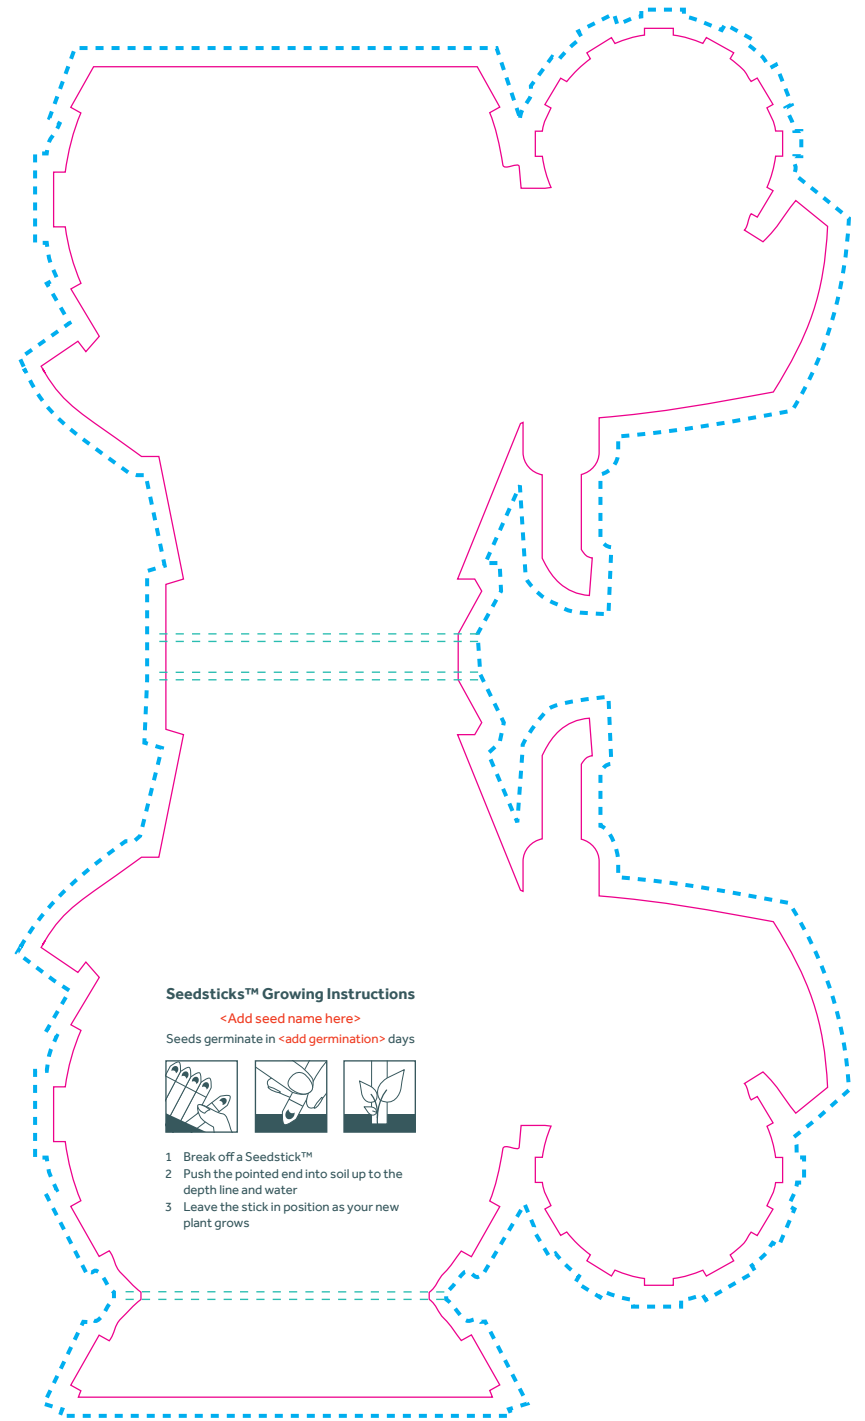 Seedsticks™ Growing Instructions
<Add seed name here>
Seeds germinate in <add germination> days
1 Break off a Seedstick™
2 Push the pointed end into soil up to the
depth line and water
3 Leave the stick in position as your new
plant grows